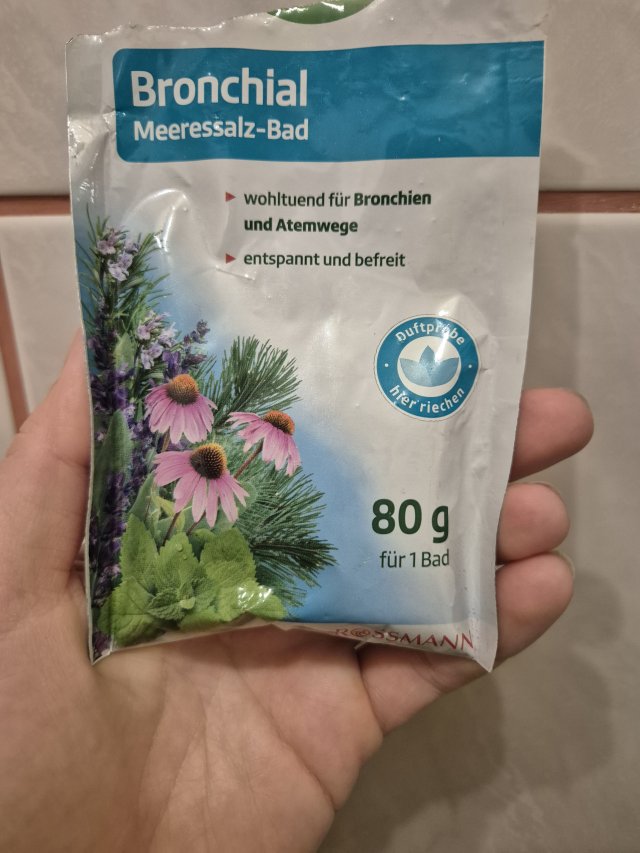 Bronchial
Meeressalz-Bad
wohltuend für Bronchien
und Atemwege
entspannt und befreit
Duftprobe
hier riechen
80 g
für 1 Bad
ROSSMANN